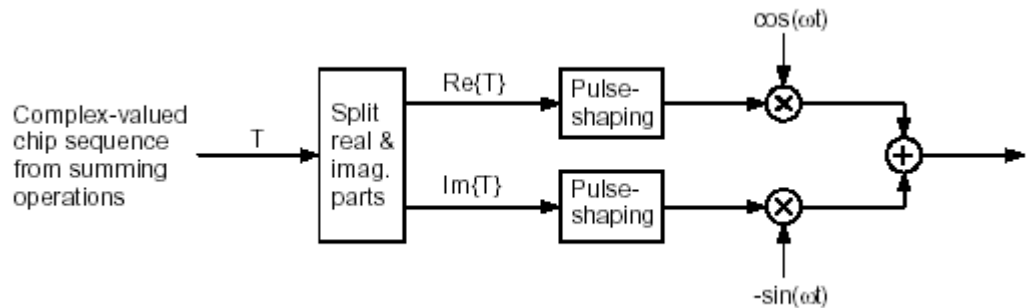 cos(ωt)
Complex-valued
chip sequence
from summing
operations
T
Split
real &
imag.
parts
Re{T}
Im{T}
Pulse-
shaping
Pulse-
shaping
-sin(ωt)